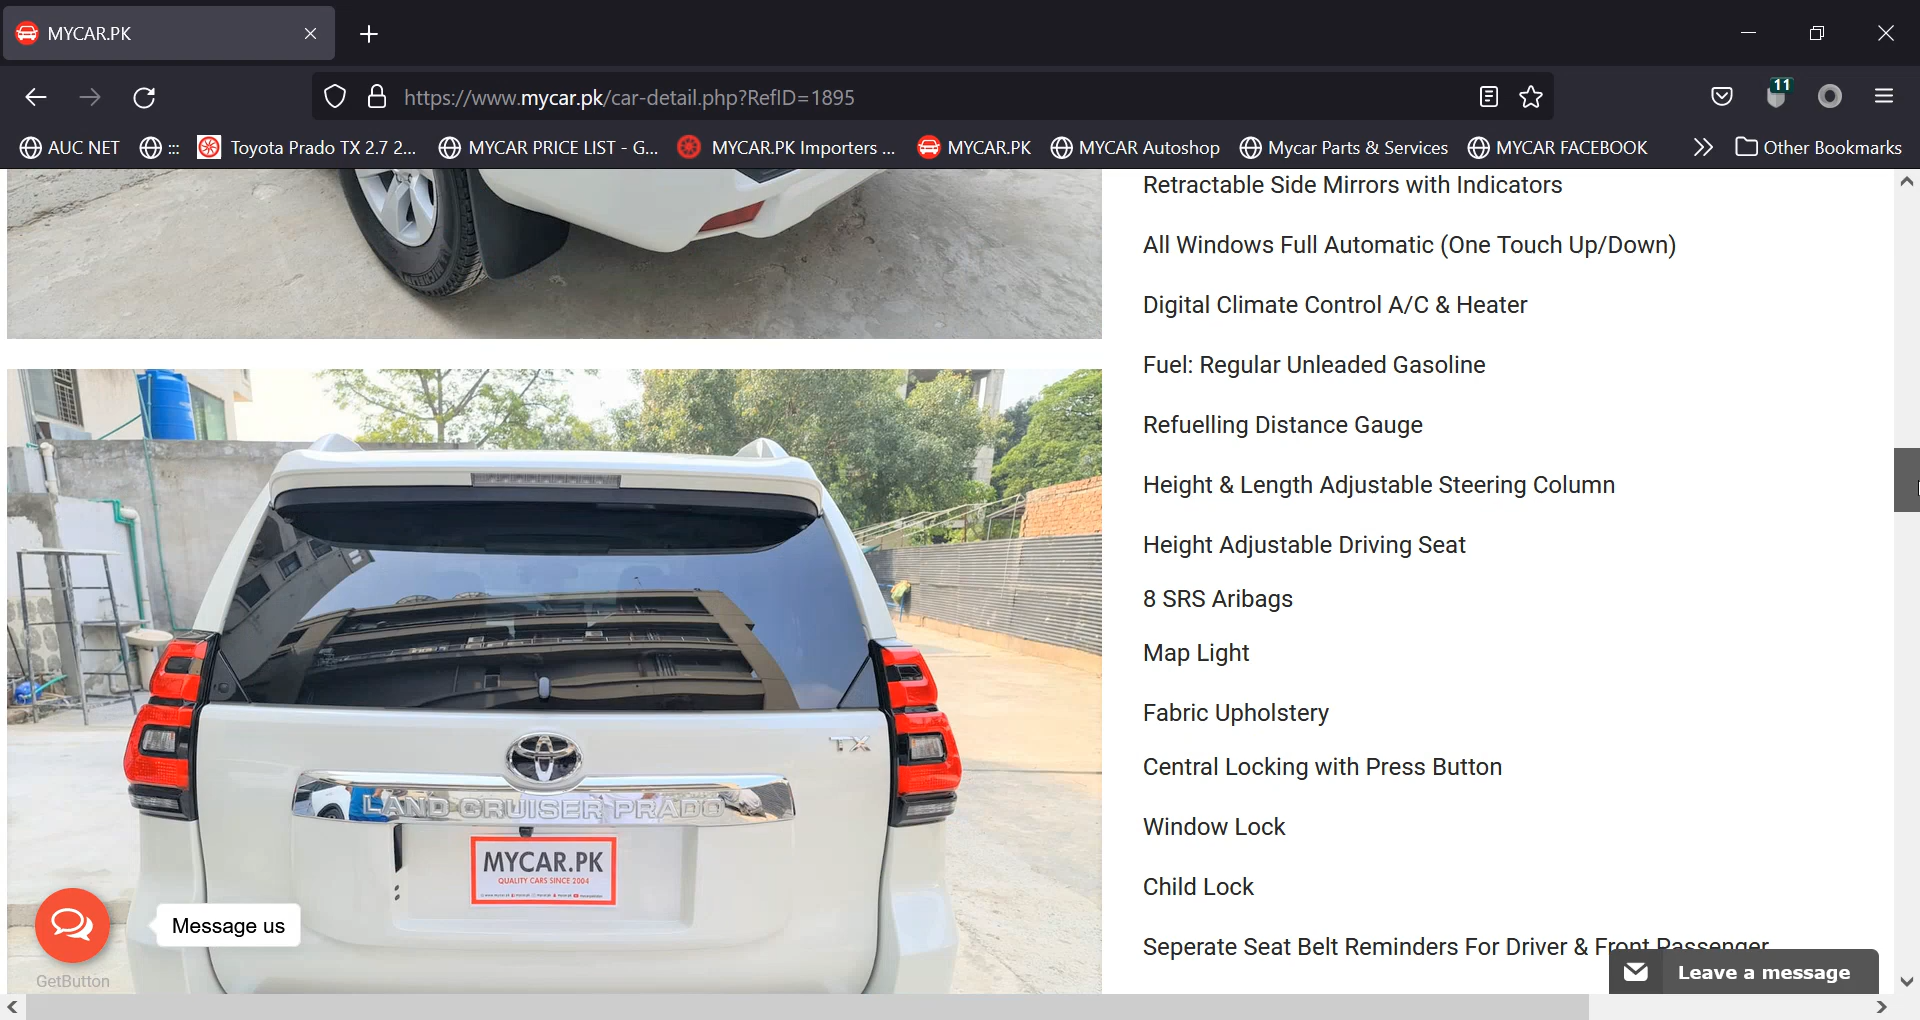 MYCAR.PK
https://www.mycar.pk/car-detail.php?RefID=1895
11
AUC NET
:::
Toyota Prado TX 2.7 2...
MYCAR PRICE LIST - G...
MYCAR.PK Importers ...
MYCAR.PK
MYCAR Autoshop
Mycar Parts & Services
MYCAR FACEBOOK
Other Bookmarks
Retractable Side Mirrors with Indicators
All Windows Full Automatic (One Touch Up/Down)
Digital Climate Control A/C & Heater
Fuel: Regular Unleaded Gasoline
Refuelling Distance Gauge
Height & Length Adjustable Steering Column
Height Adjustable Driving Seat
8 SRS Aribags
Map Light
Fabric Upholstery
Central Locking with Press Button
Window Lock
Child Lock
Seperate Seat Belt Reminders For Driver & Front Passenger
TX
LAND CRUISER PRADO
MYCAR.PK
QUALITY CARS SINCE 2004
Message us
GetButton
Leave a message